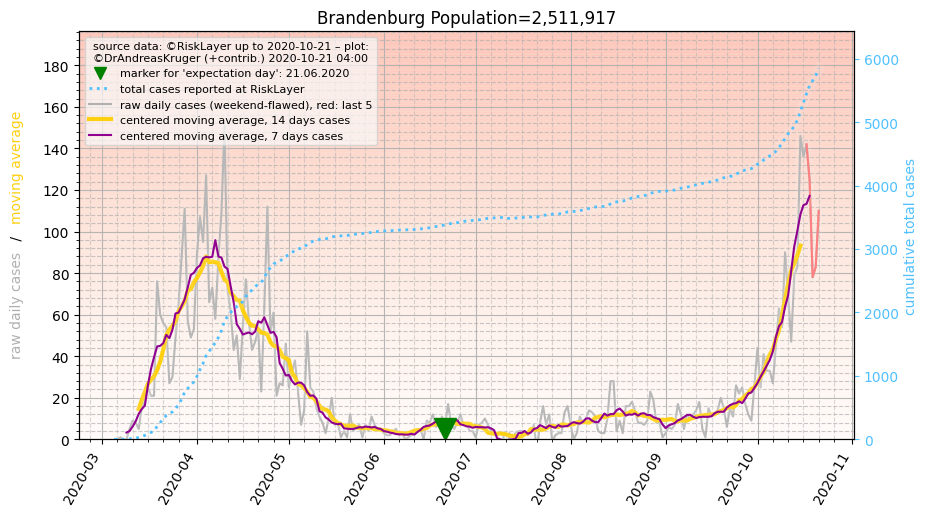 Brandenburg Population=2,511,917
source data: ©RiskLayer up to 2020-10-21 – plot:
©DrAndreasKruger (+contrib.) 2020-10-21 04:00
marker for 'expectation day': 21.06.2020
total cases reported at RiskLayer
raw daily cases (weekend-flawed), red: last 5
centered moving average, 14 days cases
centered moving average, 7 days cases
raw daily cases / moving average
180
160
140
120
100
80
60
40
20
0
6000
5000
4000
3000
2000
1000
0
cumulative total cases
2020-03
2020-04
2020-05
2020-06
2020-07
2020-08
2020-09
2020-10
2020-11